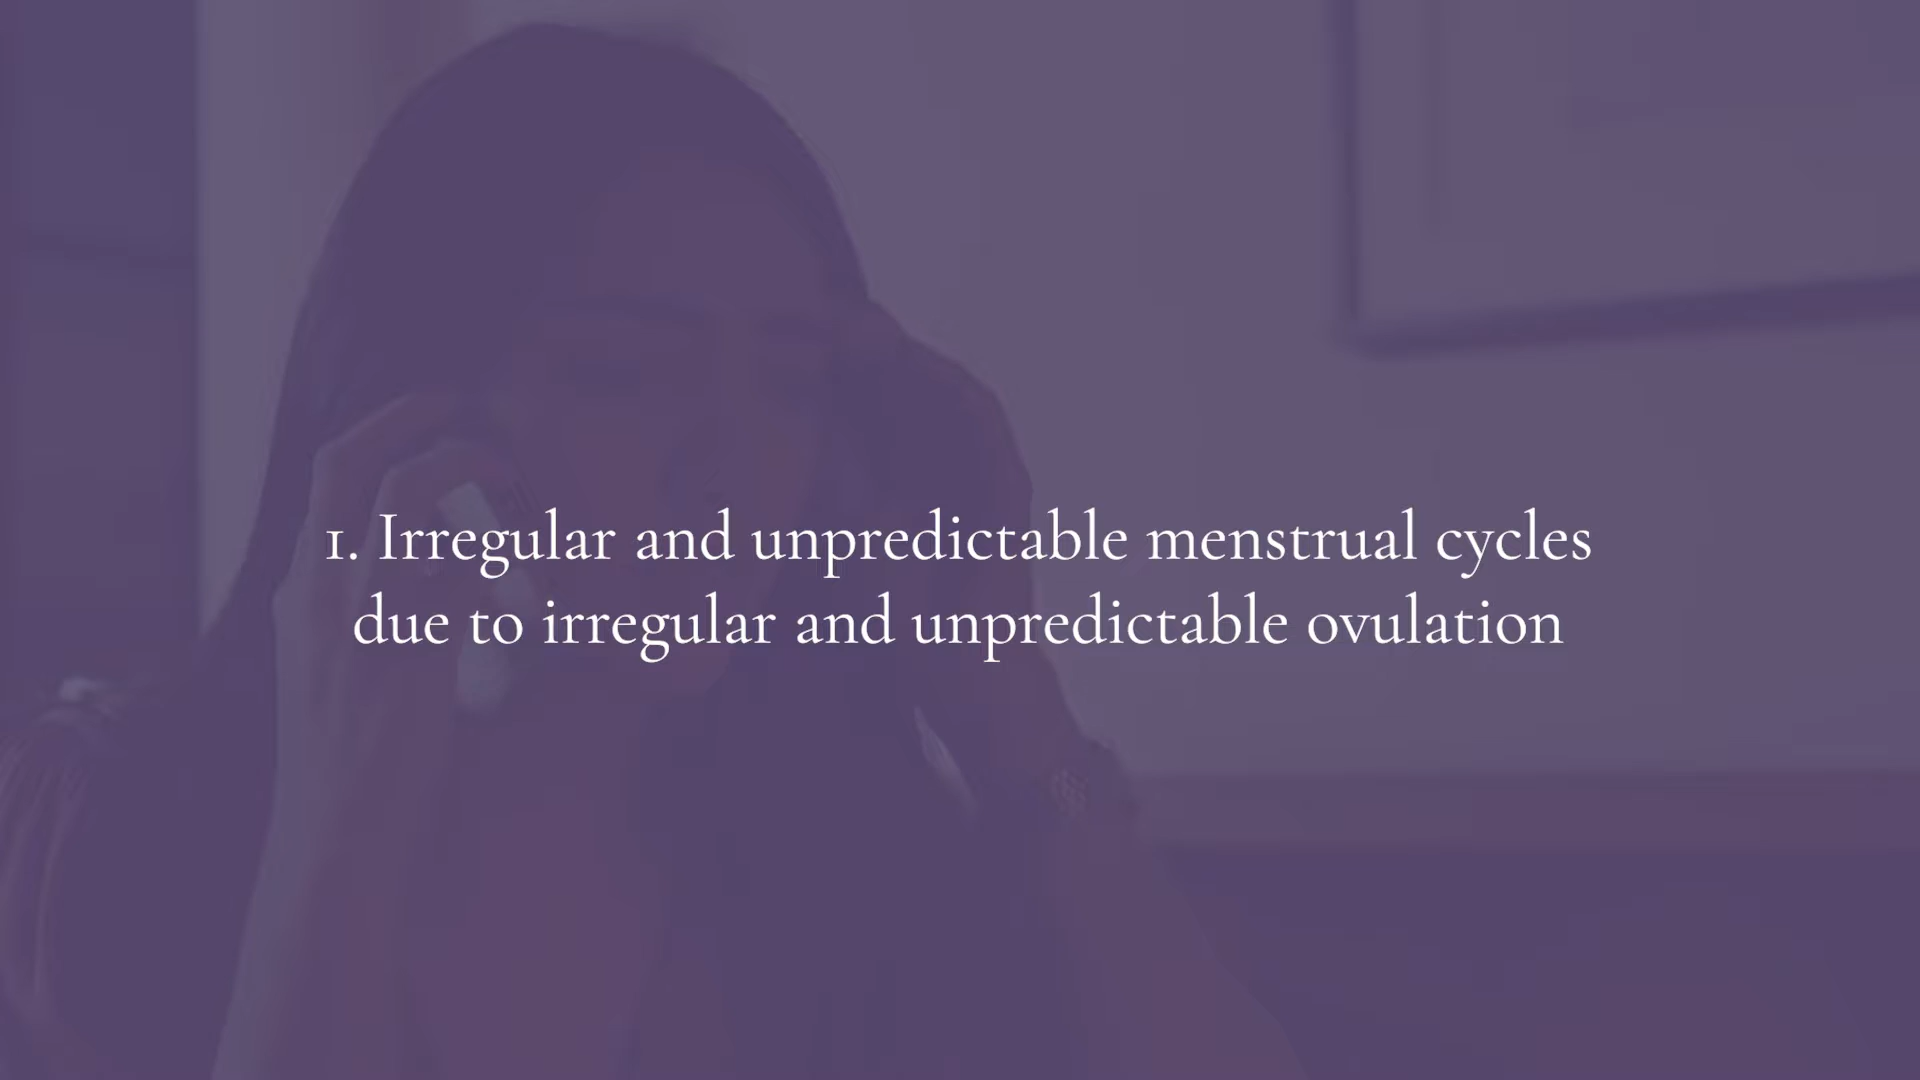 1. Irregular and unpredictable menstrual cycles
due to irregular and unpredictable ovulation